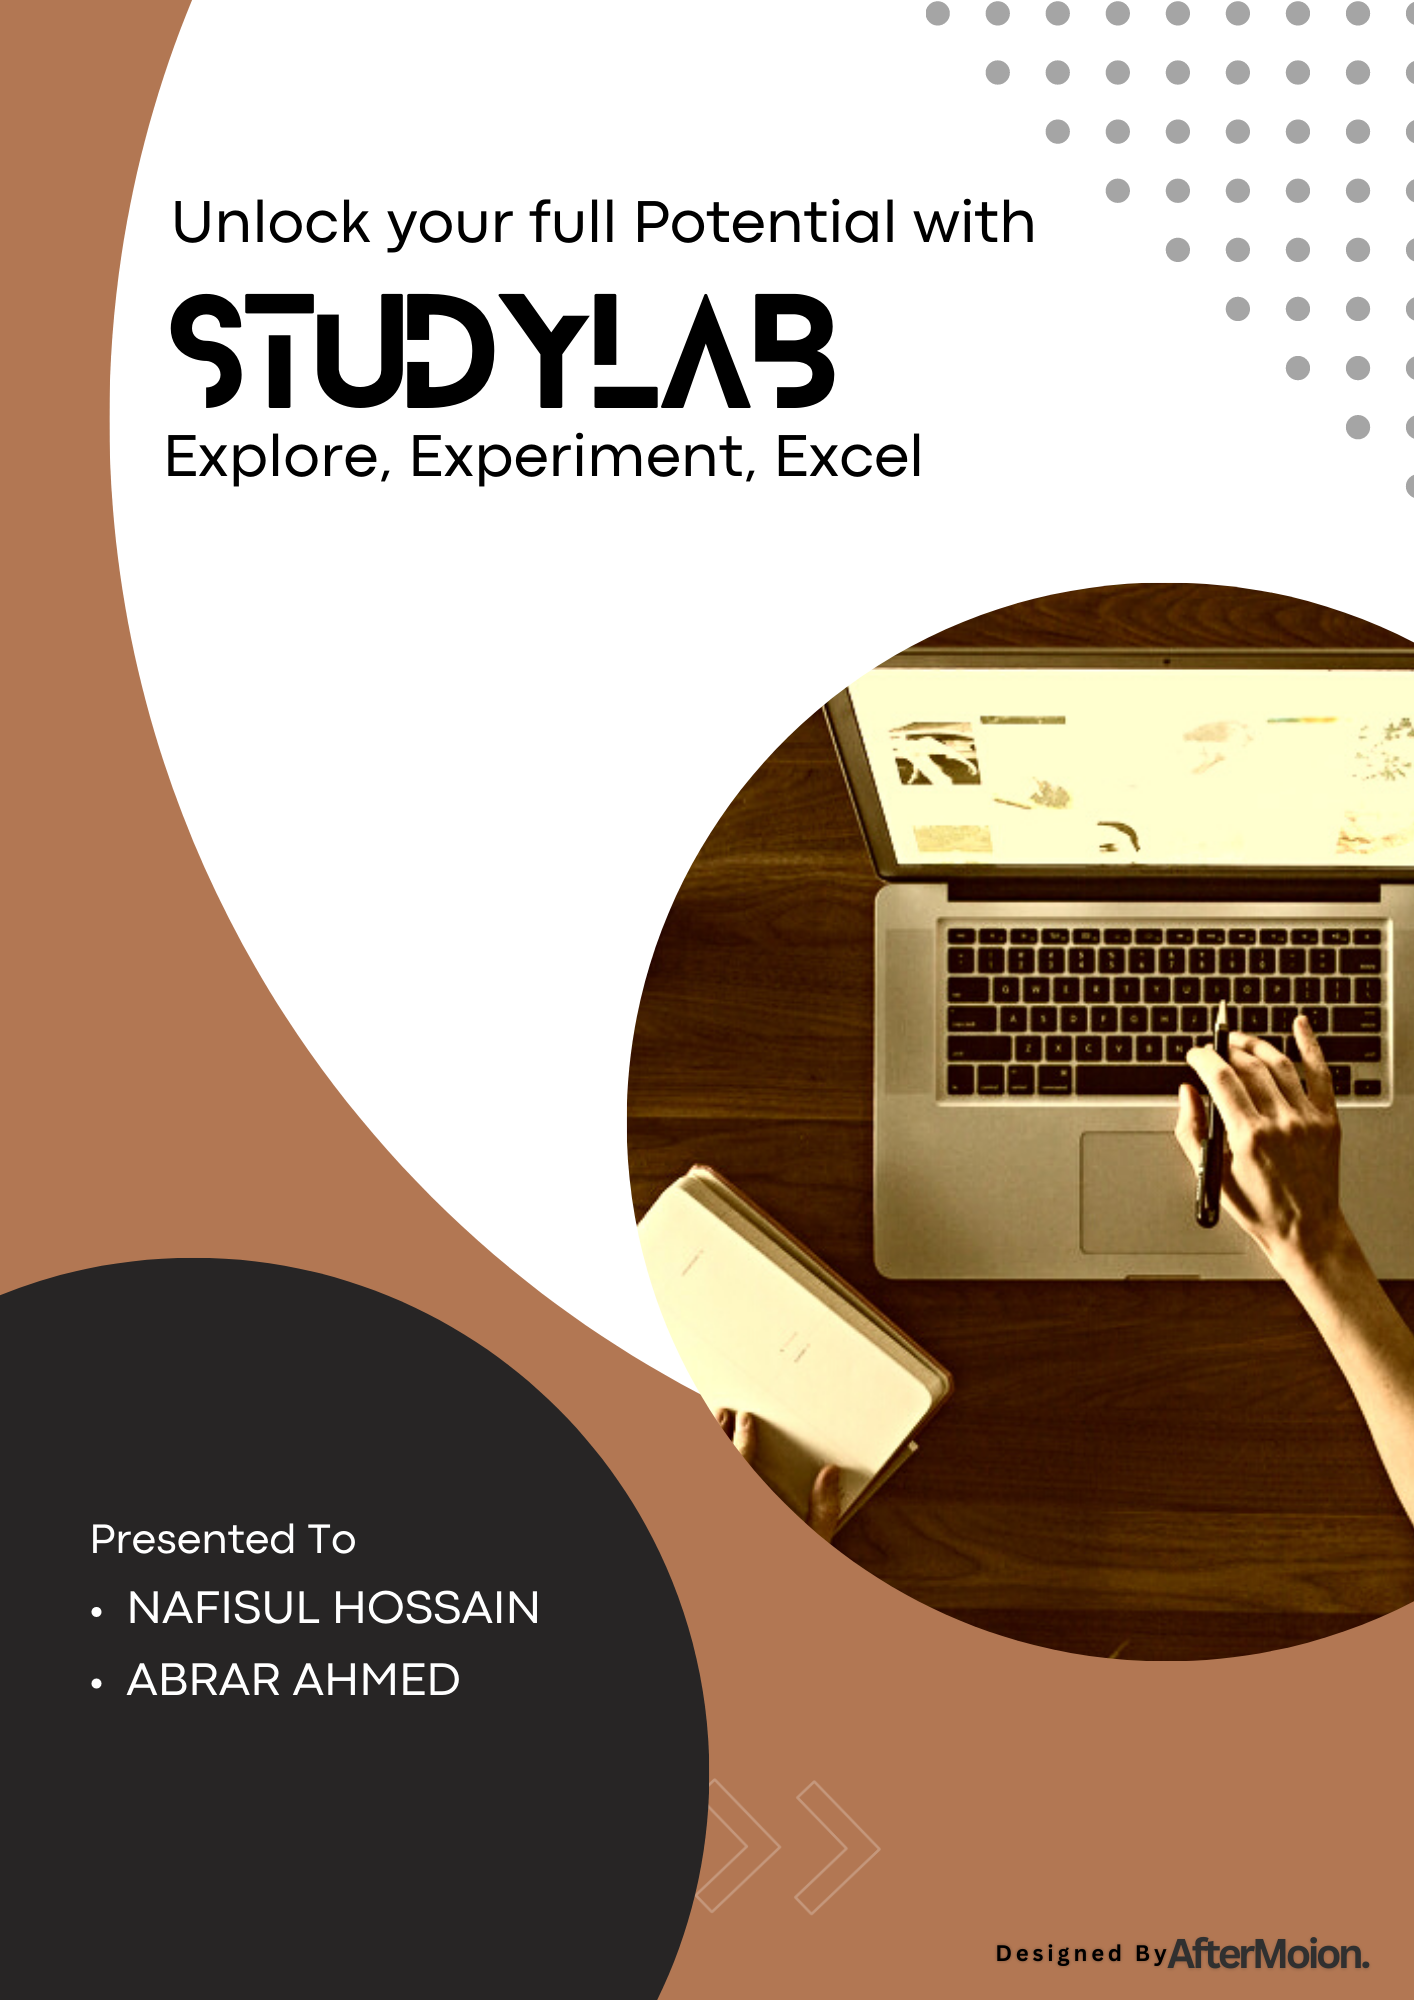 Unlock your full Potential with
STUDYLAB
Explore, Experiment, Excel
Presented To
• NAFISUL HOSSAIN
• ABRAR AHMED
Designed By AfterMoion.